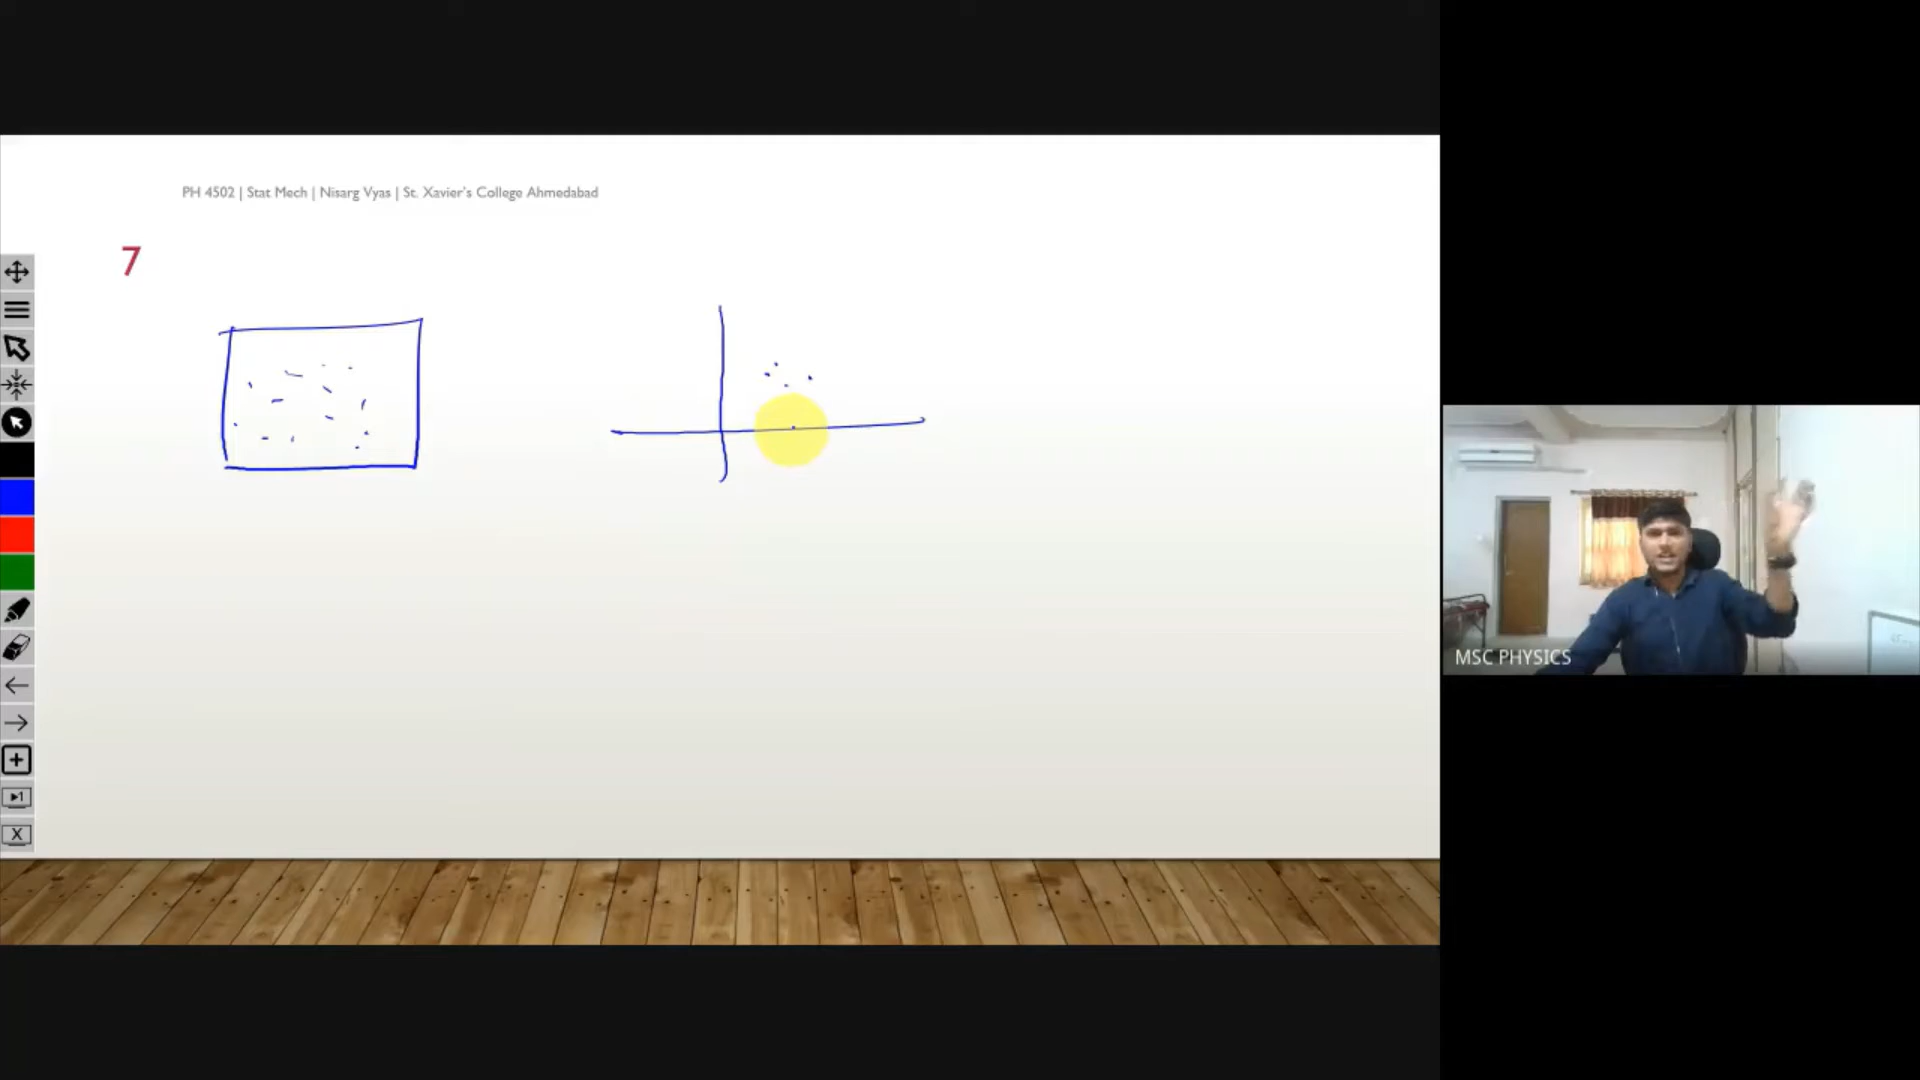 PH 4502 | Stat Mech | Nisarg Vyas | St. Xavier's College Ahmedabad
7
MSC PHYSICS